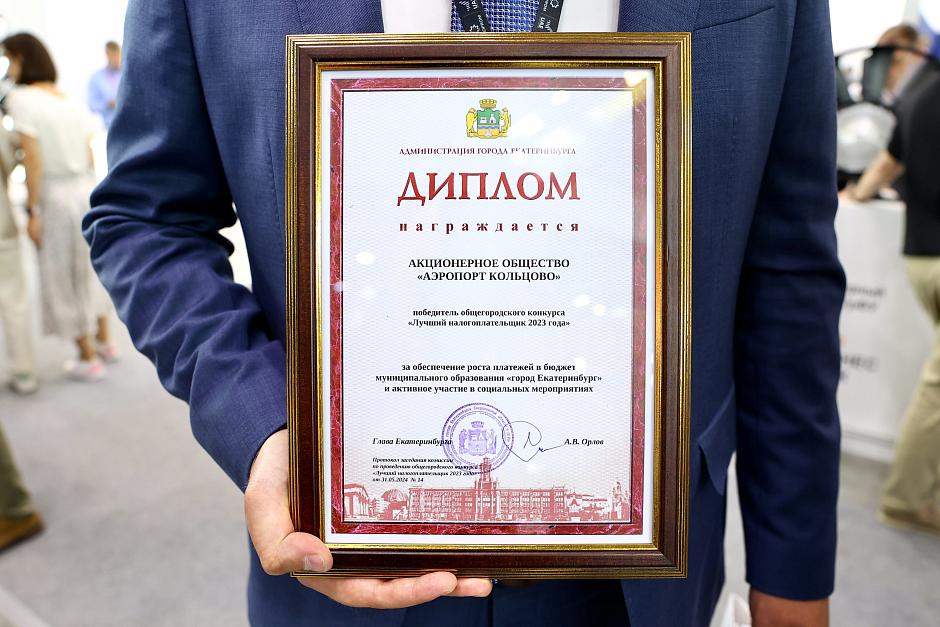 АДМИНИСТРАЦИЯ ГОРОДА ЕКАТЕРИНБУРГА
ДИПЛОМ
награждается
АКЦИОНЕРНОЕ ОБЩЕСТВО
«АЭРОПОРТ КОЛЬЦОВО»
победитель общегородского конкурса
«Лучший налогоплательщик 2023 года»
за обеспечение роста платежей в бюджет
муниципального образования «город Екатеринбург»
и активное участие в социальных мероприятиях
Глава Екатеринбурга А.В. Орлов
Протокол заседания комиссии
по проведению общегородского конкурса
«Лучший налогоплательщик 2023 года»
от 31.05.2024 № 14